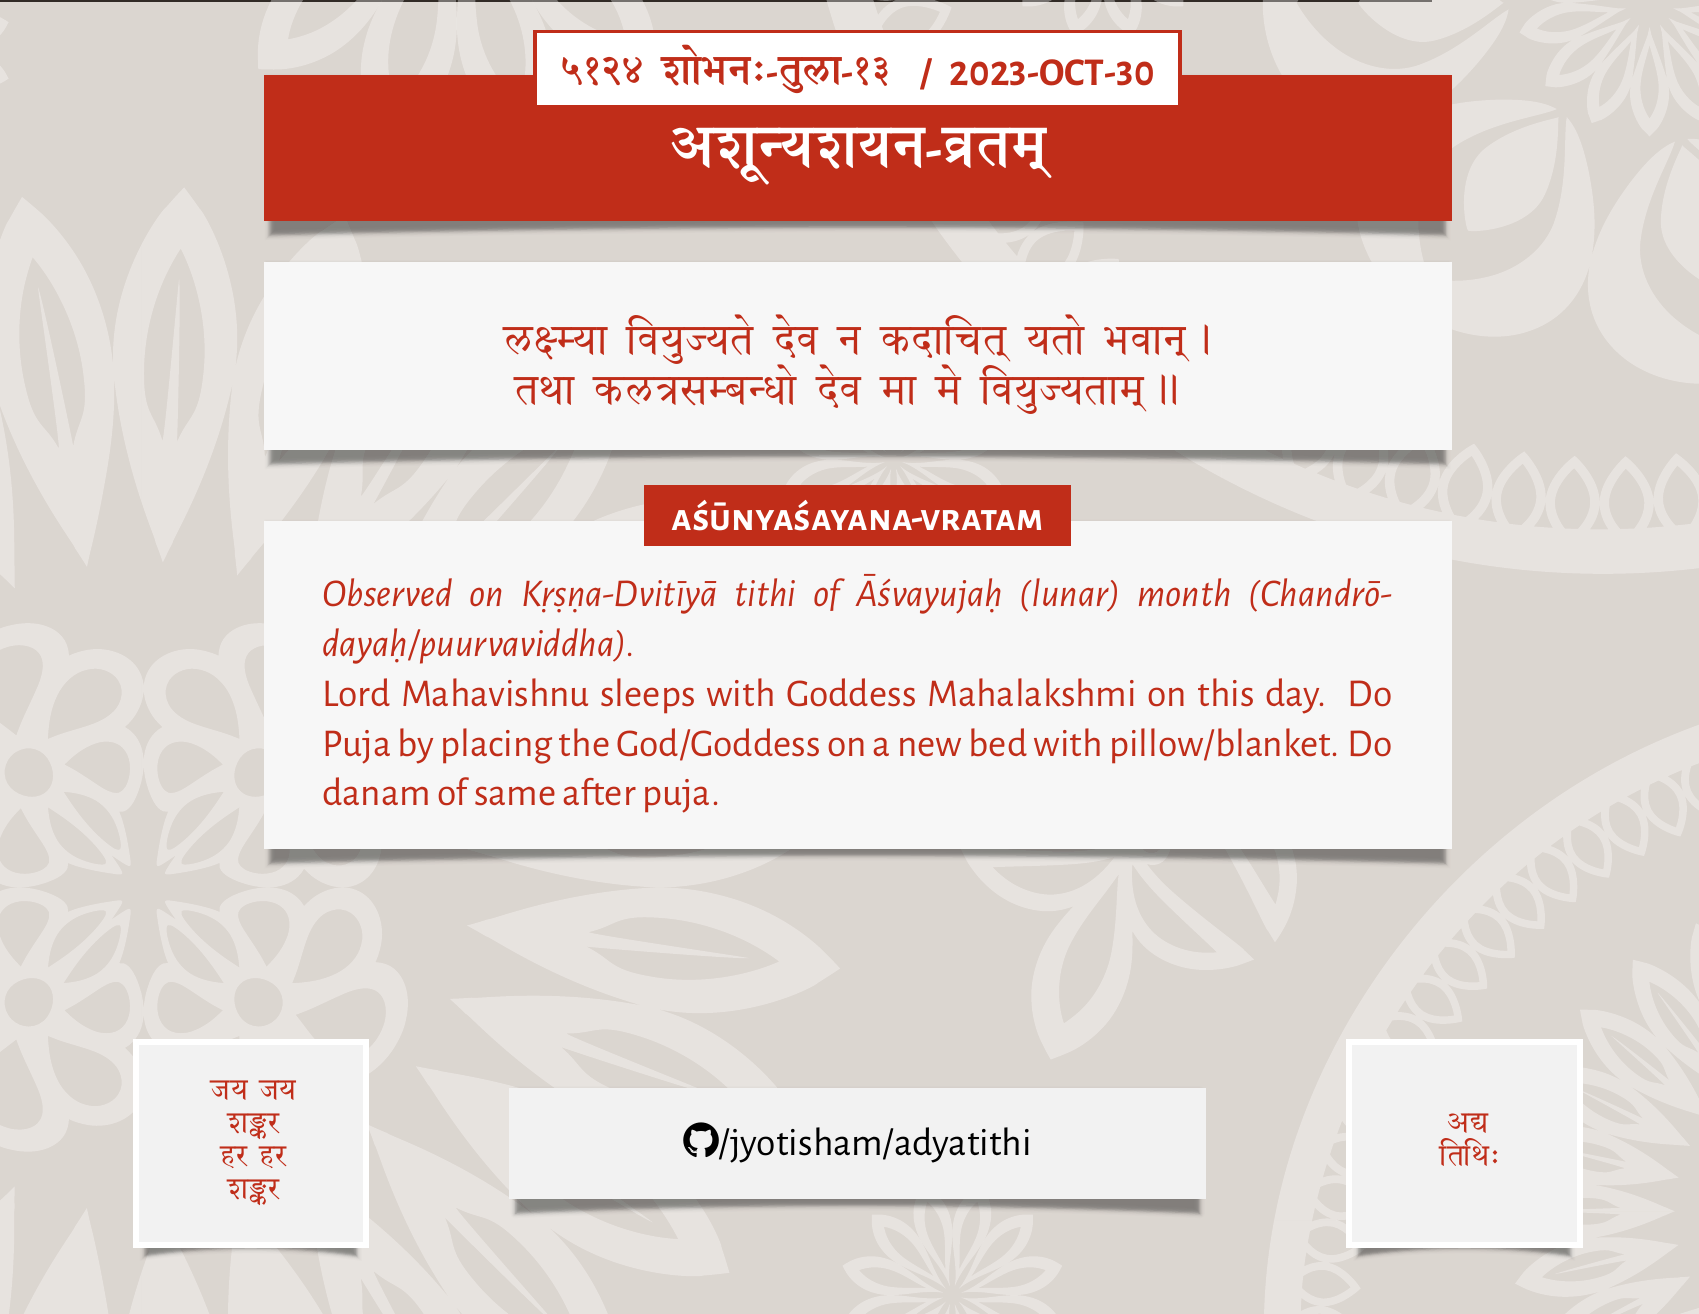 ५१२४ शोभनः-तुला-१३ / 2023-OCT-30
अशून्यशयन-व्रतम्
लक्ष्म्या वियुज्यते देव न कदाचित् यतो भवान् ।
तथा कलत्रसम्बन्धो देव मा मे वियुज्यताम् ॥
AŚŪNYAŚAYANA-VRATAM
Observed on Kṛṣṇa-Dvitīyā tithi of Āśvayujaḥ (lunar) month (Chandrō-
dayaḥ/puurvaviddha).
Lord Mahavishnu sleeps with Goddess Mahalakshmi on this day. Do
Puja by placing the God/Goddess on a new bed with pillow/blanket. Do
danam of same after puja.
जय जय
शङ्कर
हर हर
शङ्कर
/jyotisham/adyatithi
अद्य
तिथिः